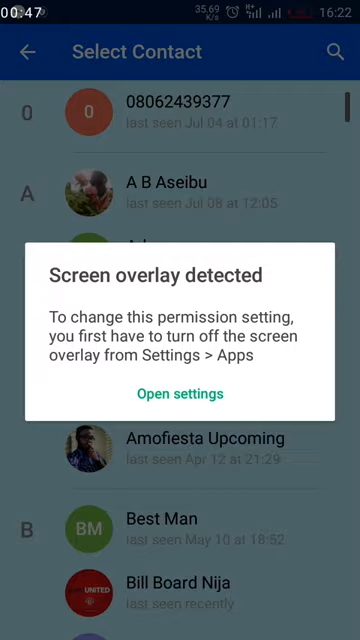 00:47
35.69
K/s
H+
16:22
Select Contact
0
0
08062439377
last seen Jul 04 at 01:17
A
A B Aseibu
last seen Jul 08 at 12:05
Screen overlay detected
To change this permission setting,
you first have to turn off the screen
overlay from Settings > Apps
Open settings
Amofiesta Upcoming
last seen Apr 12 at 21:29
B
BM
Best Man
last seen May 10 at 18:52
UNITED
Bill Board Nija
last seen recently